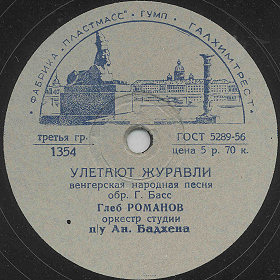 ФАБРИКА „ПЛАСТМАСС" ГУМП • ГАЛХИМТРЕСТ •
третья гр. ГОСТ 5289-56
1354 цена 5 р. 70 к.
УЛЕТАЮТ ЖУРАВЛИ
венгерская народная песня
обр. Г. Басс
Глеб РОМАНОВ
оркестр студии
п/у Ан. Бадхена